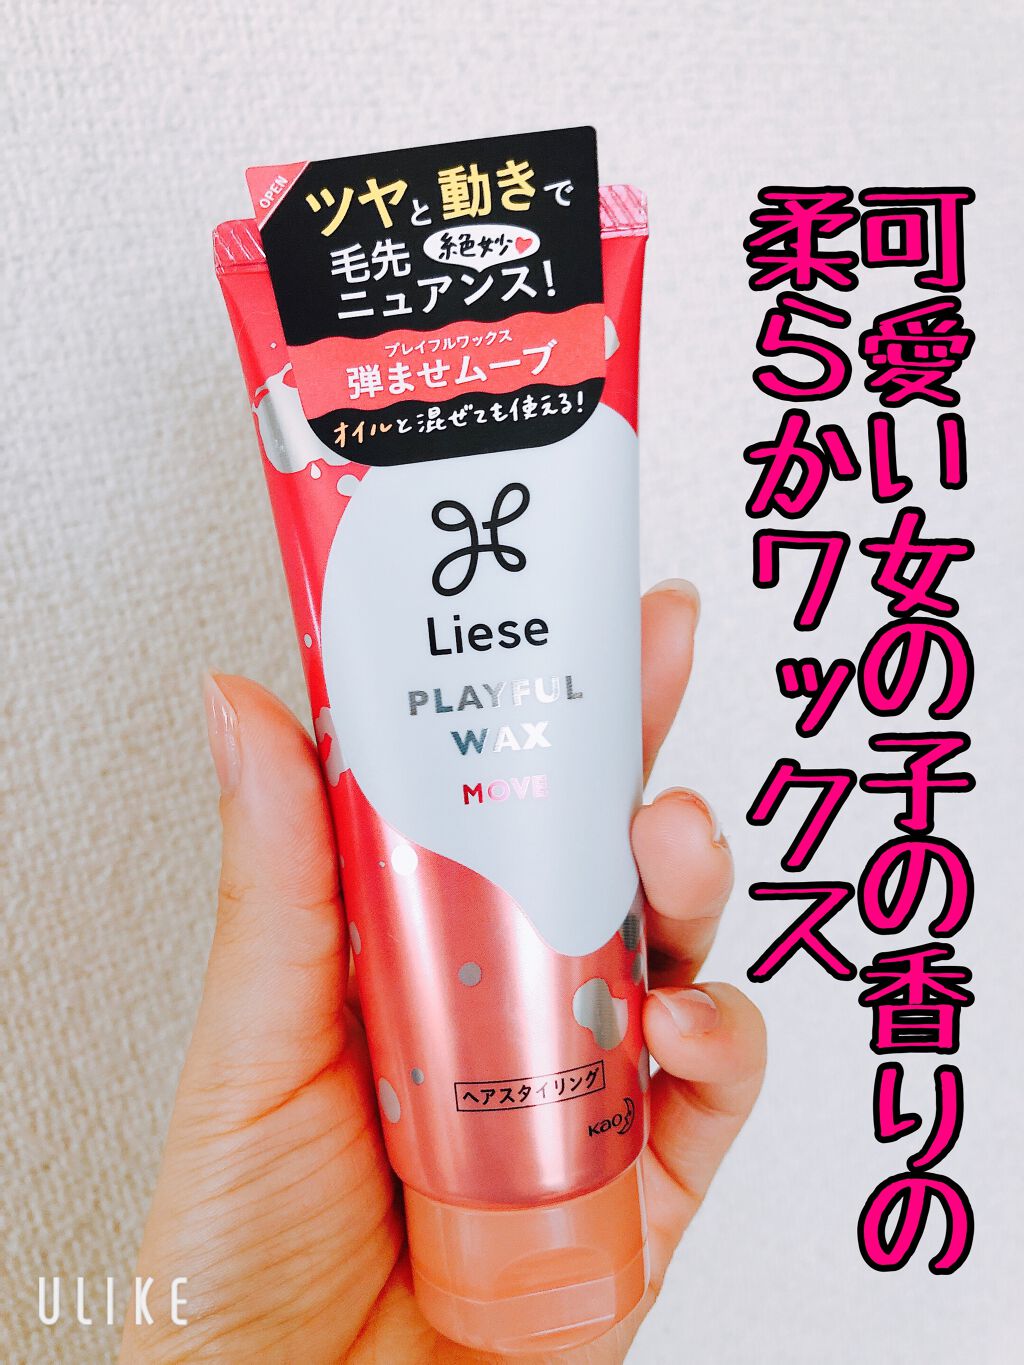 可愛い女の子の香りの
柔らかワックス
OPEN
ツヤと動きで
毛先 絶妙
ニュアンス!
プレイフルワックス
弾ませムーブ
オイルと混ぜても使える!
Liese
PLAYFUL
WAX
MOVE
ヘアスタイリング
Kao
ULIKE